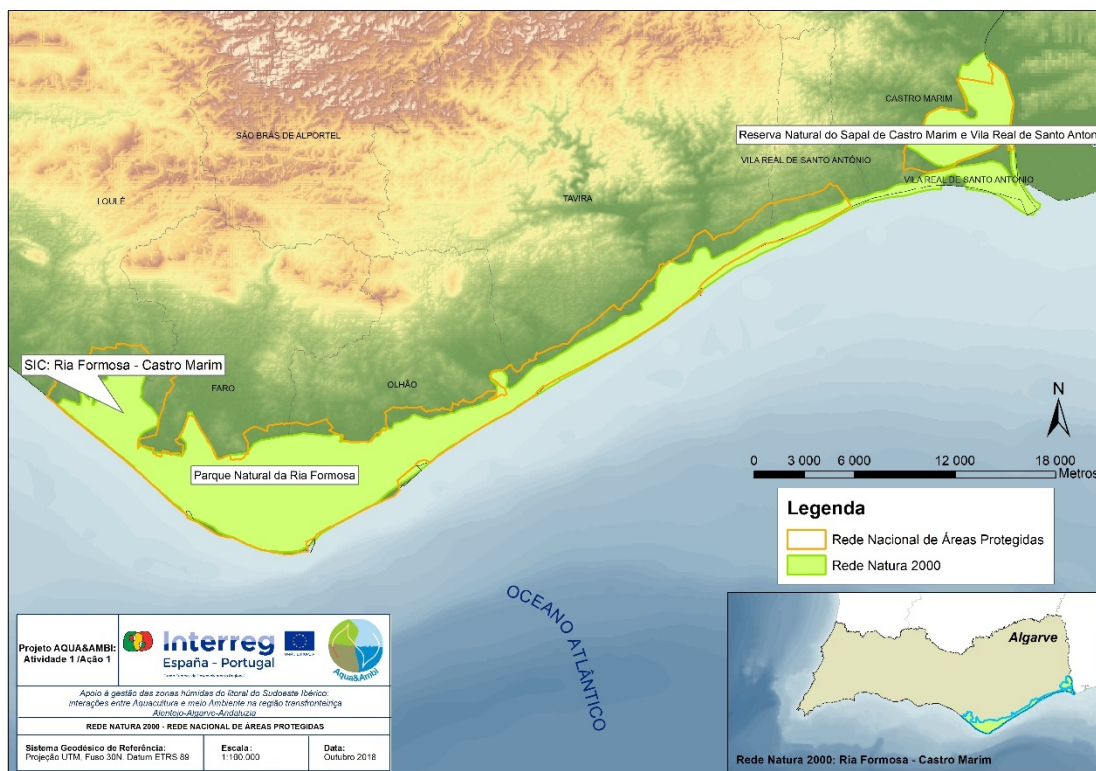 CASTRO MARIM
Reserva Natural do Sapal de Castro Marim e Vila Real de Santo Antoni
SÃO BRÁS DE ALPORTEL
VILA REAL DE SANTO ANTÓNIO
VILA REAL DE SANTO ANTÓNIO
LOULÉ
TAVIRA
SIC: Ria Formosa - Castro Marim
FARO
OLHÃO
Parque Natural da Ria Formosa
N
0 3 000 6 000 12 000 18 000
Metros
Legenda
Rede Nacional de Áreas Protegidas
Rede Natura 2000
OCEANO ATLÂNTICO
Algarve
Rede Natura 2000: Ria Formosa - Castro Marim
Projeto AQUA&AMBI:
Atividade 1 /Ação 1
Interreg
España - Portugal
Aqua&Ambi
Apoio à gestão das zonas húmidas do litoral do Sudoeste Ibérico:
interações entre Aquacultura e meio Ambiente na região transfronteiriça
Alentejo-Algarve-Andaluzia
REDE NATURA 2000 - REDE NACIONAL DE ÁREAS PROTEGIDAS
Sistema Geodésico de Referência:
Projeção UTM, Fuso 30N. Datum ETRS 89
Escala:
1:160.000
Data:
Outubro 2018